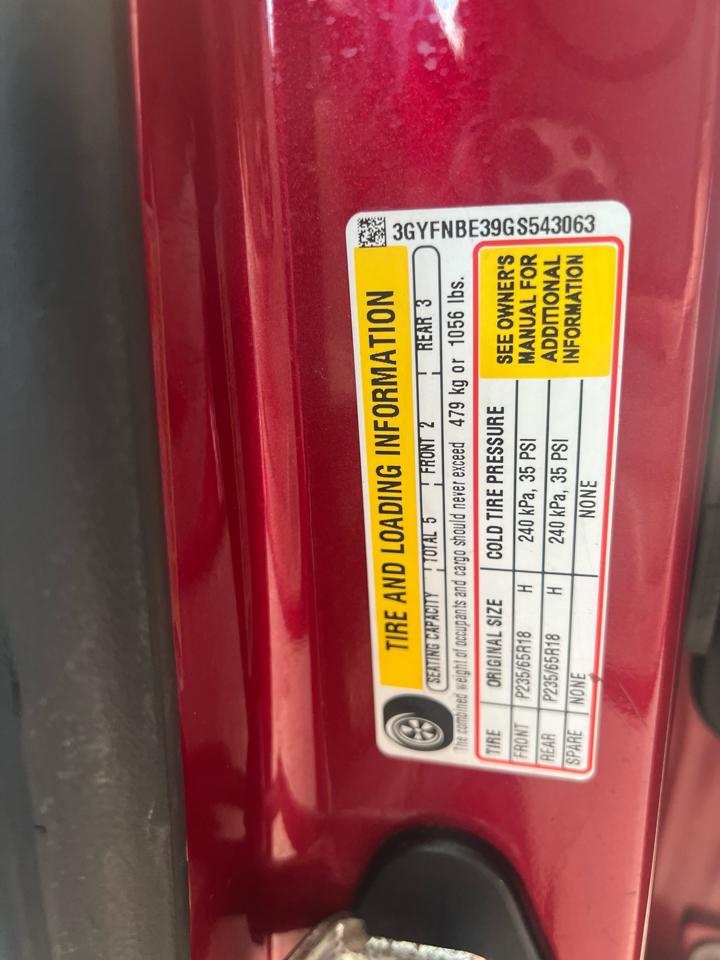 3GYFNBE39GS543063
TIRE AND LOADING INFORMATION
SEATING CAPACITY TOTAL 5 FRONT 2 REAR 3
The combined weight of occupants and cargo should never exceed 479 kg or 1056 lbs.
TIRE ORIGINAL SIZE COLD TIRE PRESSURE
FRONT P235/65R18 H 240 kPa, 35 PSI
REAR P235/65R18 H 240 kPa, 35 PSI
SPARE NONE NONE
SEE OWNER'S
MANUAL FOR
ADDITIONAL
INFORMATION